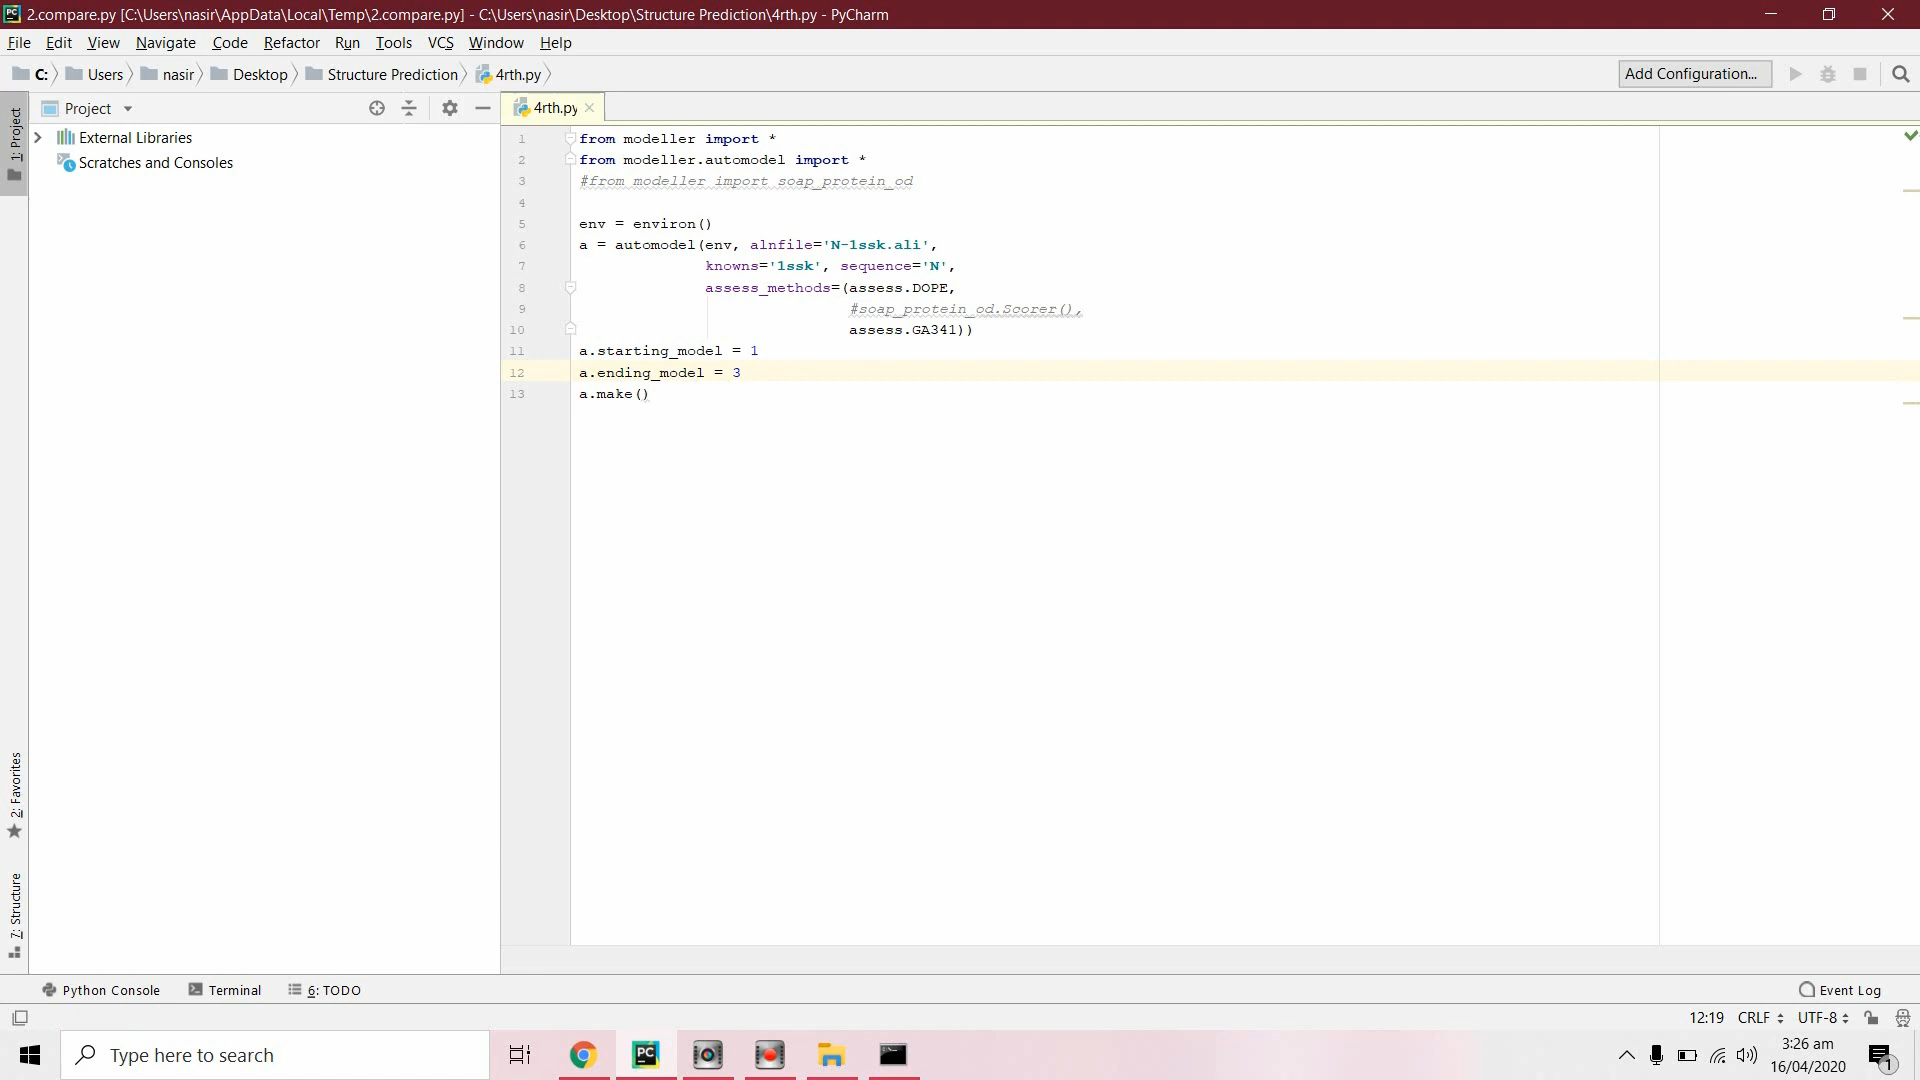 2.compare.py [C:\Users\nasir\AppData\Local\Temp\2.compare.py] - C:\Users\nasir\Desktop\Structure Prediction\4rth.py - PyCharm
File Edit View Navigate Code Refactor Run Tools VCS Window Help
C: Users nasir Desktop Structure Prediction 4rth.py
Add Configuration...
1: Project
Project
External Libraries
Scratches and Consoles
4rth.py
1 from modeller import *
2 from modeller.automodel import *
3 #from modeller import soap_protein_od
4
5 env = environ()
6 a = automodel(env, alnfile='N-1ssk.ali',
7 knowns='1ssk', sequence='N',
8 assess_methods=(assess.DOPE,
9 #soap_protein_od.Scorer(),
10 assess.GA341))
11 a.starting_model = 1
12 a.ending_model = 3
13 a.make()
2: Favorites
7: Structure
Python Console Terminal 6: TODO
Event Log
12:19 CRLF UTF-8
Type here to search
PC
3:26 am
16/04/2020
1